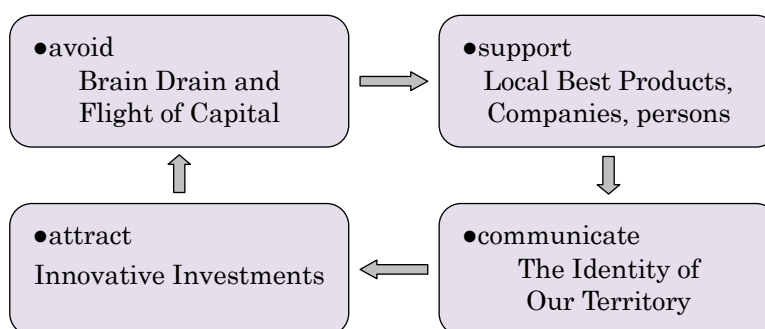 ●avoid
Brain Drain and
Flight of Capital
●support
Local Best Products,
Companies, persons
●attract
Innovative Investments
●communicate
The Identity of
Our Territory